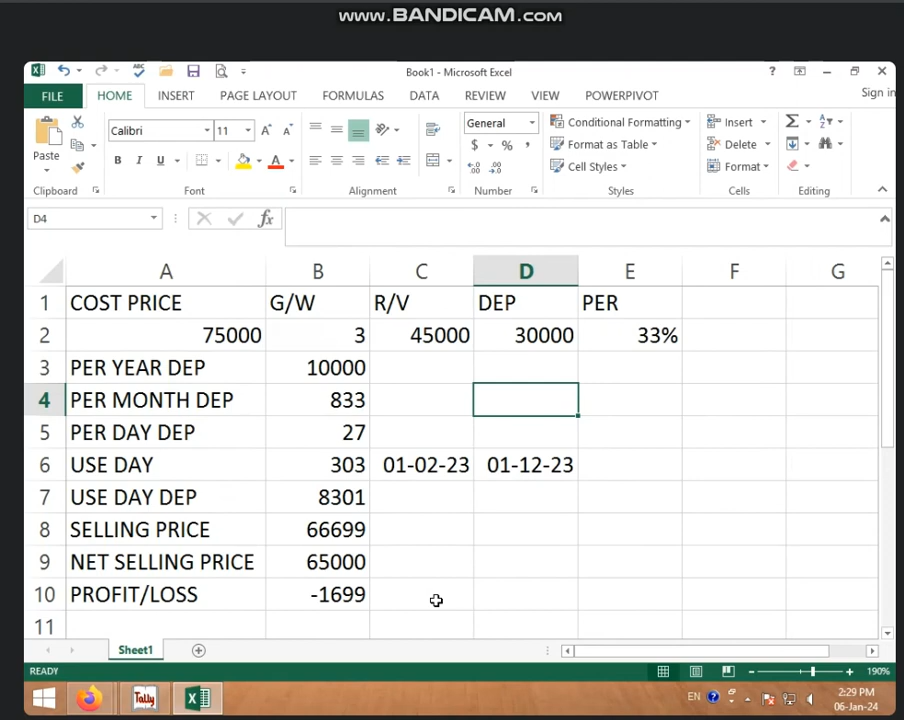 www.BANDICAM.com
Book1 - Microsoft Excel
FILE HOME INSERT PAGE LAYOUT FORMULAS DATA REVIEW VIEW POWERPIVOT Sign in
Calibri 11 General Conditional Formatting Insert
Paste B I U A $ % , Format as Table Delete
Cell Styles Format
Clipboard Font Alignment Number Styles Cells Editing
D4 fx
A B C D E F G
1 COST PRICE G/W R/V DEP PER
2 75000 3 45000 30000 33%
3 PER YEAR DEP 10000
4 PER MONTH DEP 833
5 PER DAY DEP 27
6 USE DAY 303 01-02-23 01-12-23
7 USE DAY DEP 8301
8 SELLING PRICE 66699
9 NET SELLING PRICE 65000
10 PROFIT/LOSS -1699
11
Sheet1
READY 190%
Tally EN 2:29 PM
06-Jan-24